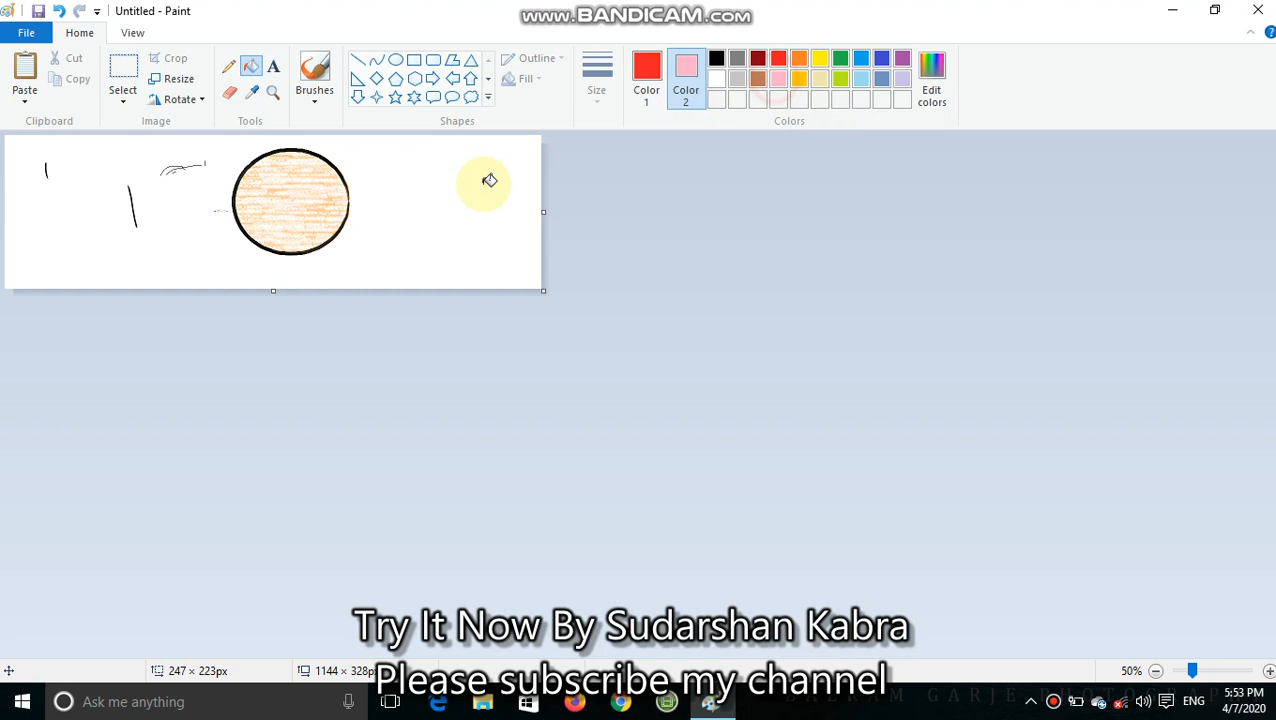 www.BANDICAM.com
Untitled - Paint
File
Home
View
Paste
Cut
Copy
Clipboard
Select
Crop
Resize
Rotate
Image
A
Tools
Brushes
Shapes
Outline
Fill
Size
Color 1
Color 2
Colors
Edit colors
Try It Now By Sudarshan Kabra
247 × 223px
1144 × 328px
50%
Please subscribe my channel
Ask me anything
GARJE PHOTOGRAP
ENG
5:53 PM
4/7/2020